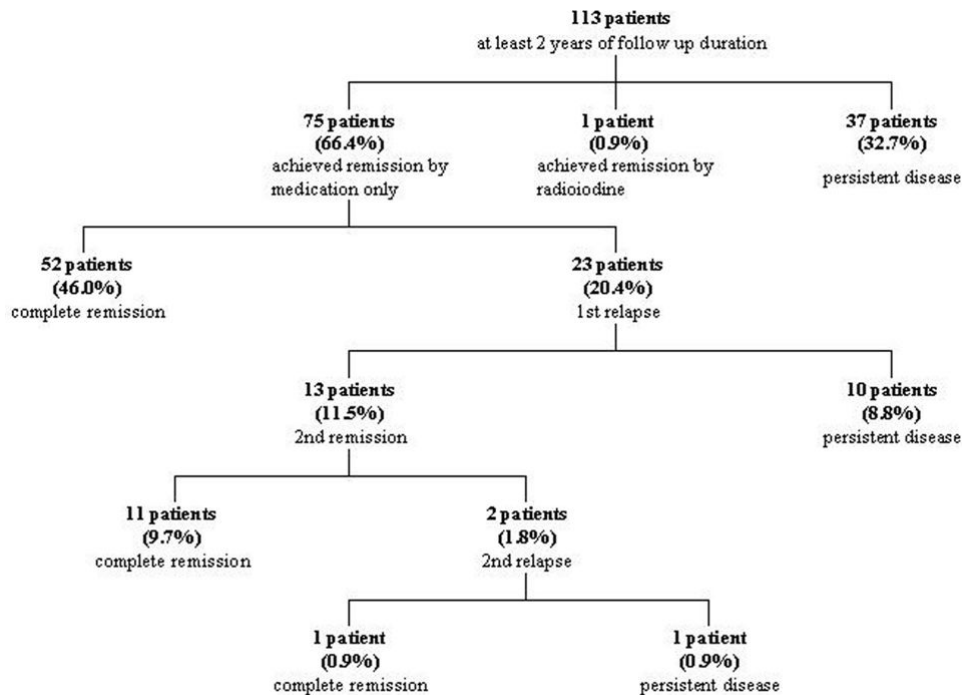 113 patients
at least 2 years of follow up duration
75 patients
(66.4%)
achieved remission by
medication only
1 patient
(0.9%)
achieved remission by
radioiodine
37 patients
(32.7%)
persistent disease
52 patients
(46.0%)
complete remission
23 patients
(20.4%)
1st relapse
13 patients
(11.5%)
2nd remission
10 patients
(8.8%)
persistent disease
11 patients
(9.7%)
complete remission
2 patients
(1.8%)
2nd relapse
1 patient
(0.9%)
complete remission
1 patient
(0.9%)
persistent disease